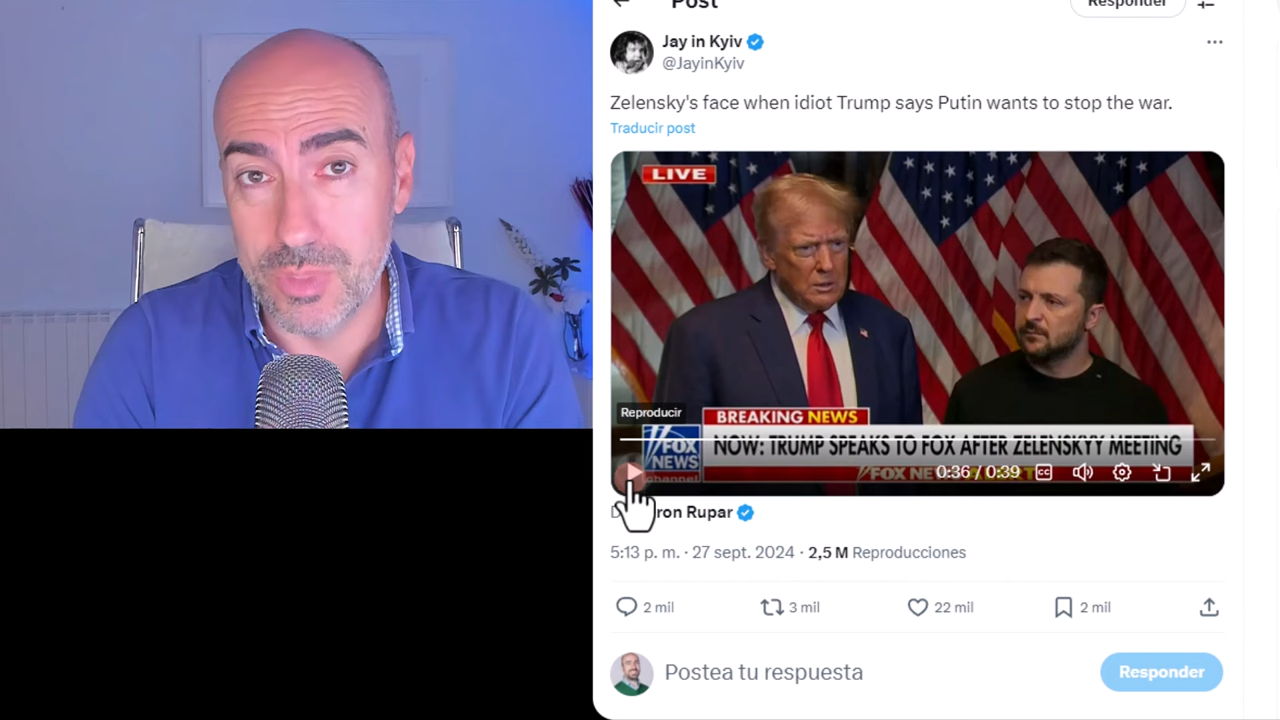 Post
Responder
Jay in Kyiv
@JayinKyiv
Zelensky's face when idiot Trump says Putin wants to stop the war.
Traducir post
LIVE
Reproducir
BREAKING NEWS
NOW: TRUMP SPEAKS TO FOX AFTER ZELENSKYY MEETING
FOX
NEWS
channel
0:36 / 0:39
ron Rupar
5:13 p. m. · 27 sept. 2024 · 2,5 M Reproducciones
2 mil
3 mil
22 mil
2 mil
Postea tu respuesta
Responder